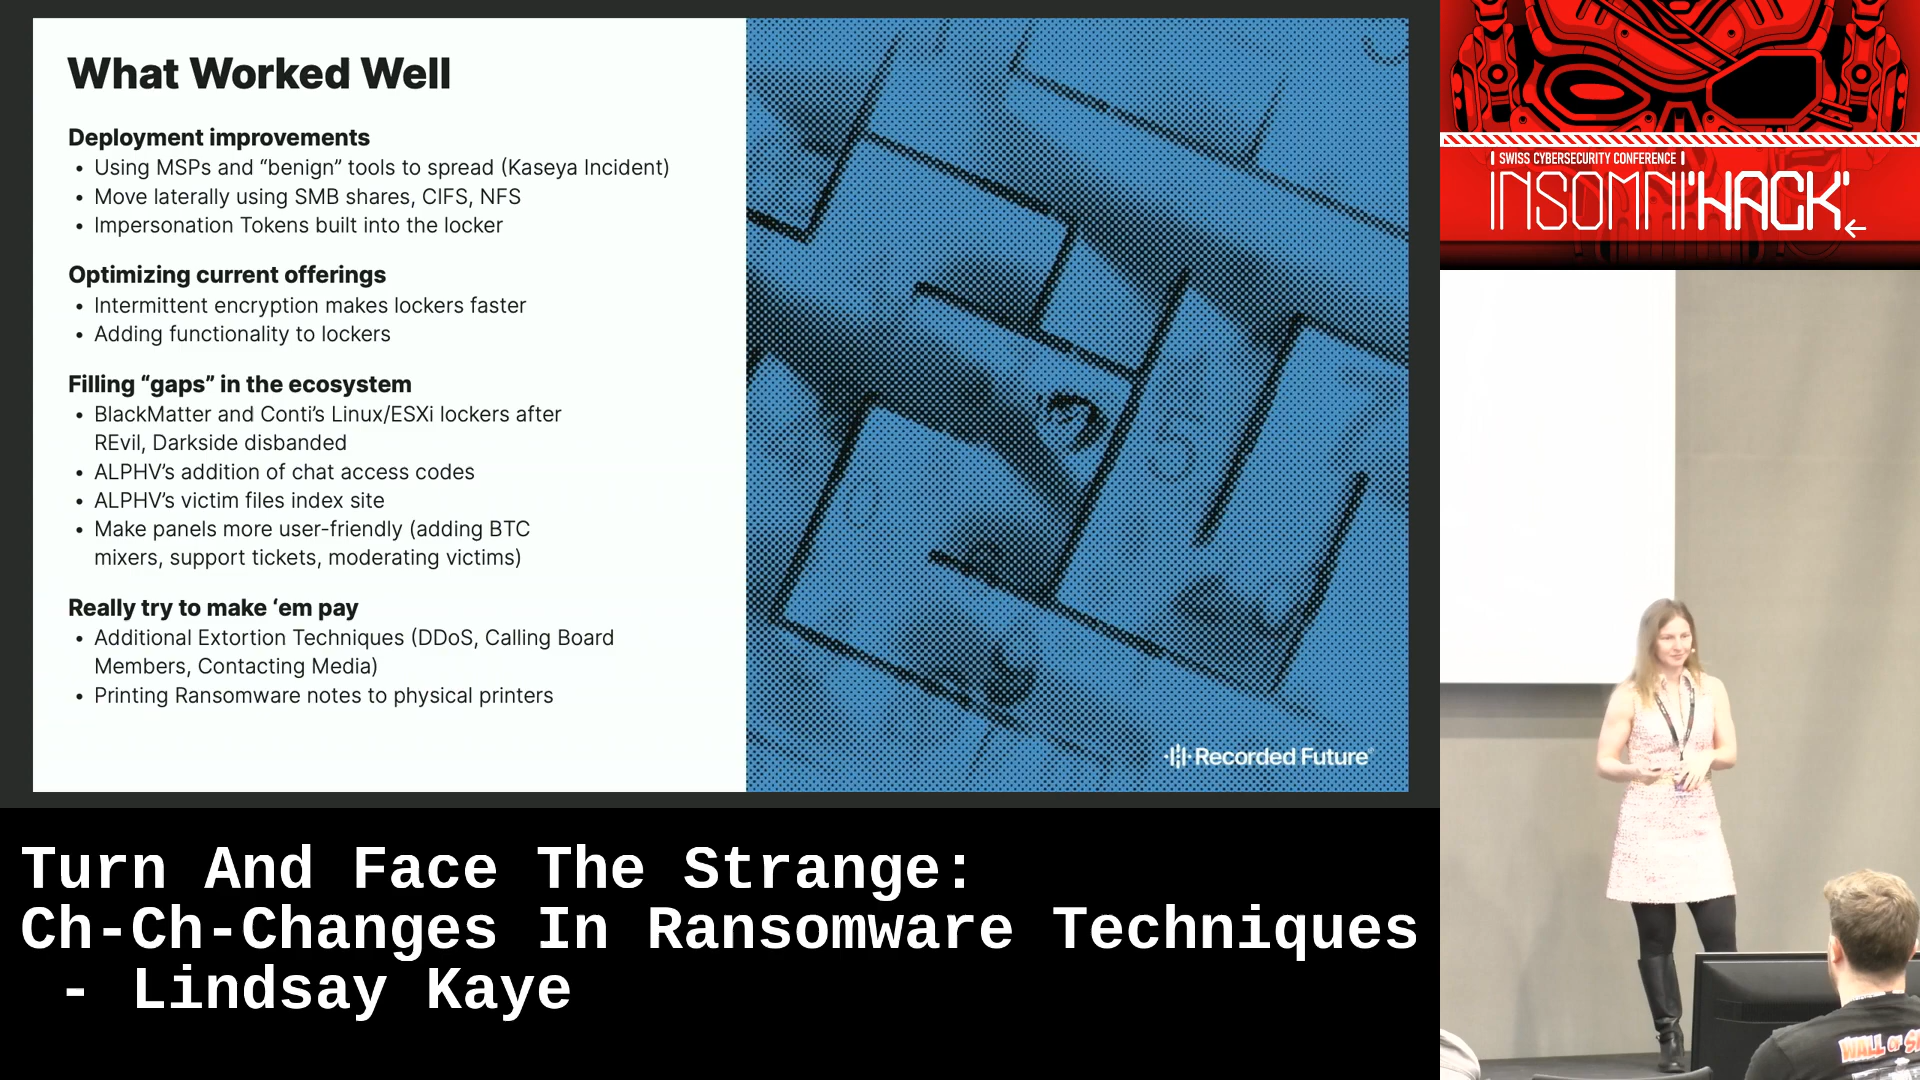 What Worked Well
Deployment improvements
• Using MSPs and “benign” tools to spread (Kaseya Incident)
• Move laterally using SMB shares, CIFS, NFS
• Impersonation Tokens built into the locker
Optimizing current offerings
• Intermittent encryption makes lockers faster
• Adding functionality to lockers
Filling “gaps” in the ecosystem
• BlackMatter and Conti’s Linux/ESXi lockers after
REvil, Darkside disbanded
• ALPHV’s addition of chat access codes
• ALPHV’s victim files index site
• Make panels more user-friendly (adding BTC
mixers, support tickets, moderating victims)
Really try to make ‘em pay
• Additional Extortion Techniques (DDoS, Calling Board
Members, Contacting Media)
• Printing Ransomware notes to physical printers
5
7
Recorded Future
SWISS CYBERSECURITY CONFERENCE
INSOMNI'HACK
Turn And Face The Strange:
Ch-Ch-Changes In Ransomware Techniques
- Lindsay Kaye
WALL OF